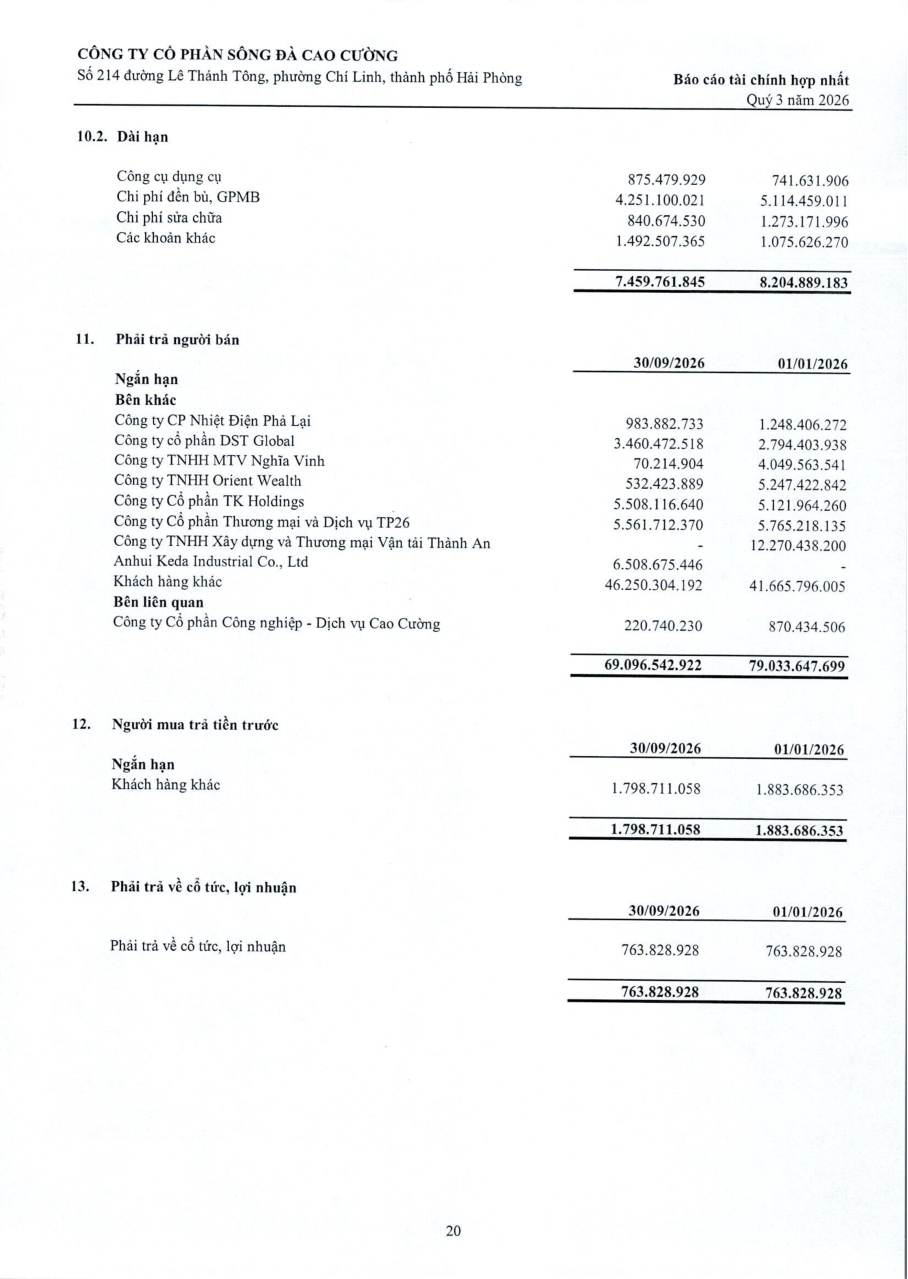 CÔNG TY CỔ PHẦN SÔNG ĐÀ CAO CƯỜNG
Số 214 đường Lê Thánh Tông, phường Chí Linh, thành phố Hải Phòng
Báo cáo tài chính hợp nhất
Quý 3 năm 2026
10.2. Dài hạn
Công cụ dụng cụ 875.479.929 741.631.906
Chi phí đền bù, GPMB 4.251.100.021 5.114.459.011
Chi phí sửa chữa 840.674.530 1.273.171.996
Các khoản khác 1.492.507.365 1.075.626.270
7.459.761.845 8.204.889.183
11. Phải trả người bán
30/09/2026 01/01/2026
Ngắn hạn
Bên khác
Công ty CP Nhiệt Điện Phả Lại 983.882.733 1.248.406.272
Công ty cổ phần DST Global 3.460.472.518 2.794.403.938
Công ty TNHH MTV Nghĩa Vinh 70.214.904 4.049.563.541
Công ty TNHH Orient Wealth 532.423.889 5.247.422.842
Công ty Cổ phần TK Holdings 5.508.116.640 5.121.964.260
Công ty Cổ phần Thương mại và Dịch vụ TP26 5.561.712.370 5.765.218.135
Công ty TNHH Xây dựng và Thương mại Vận tải Thành An - 12.270.438.200
Anhui Keda Industrial Co., Ltd 6.508.675.446 -
Khách hàng khác 46.250.304.192 41.665.796.005
Bên liên quan
Công ty Cổ phần Công nghiệp - Dịch vụ Cao Cường 220.740.230 870.434.506
69.096.542.922 79.033.647.699
12. Người mua trả tiền trước
30/09/2026 01/01/2026
Ngắn hạn
Khách hàng khác 1.798.711.058 1.883.686.353
1.798.711.058 1.883.686.353
13. Phải trả về cổ tức, lợi nhuận
30/09/2026 01/01/2026
Phải trả về cổ tức, lợi nhuận 763.828.928 763.828.928
763.828.928 763.828.928
20